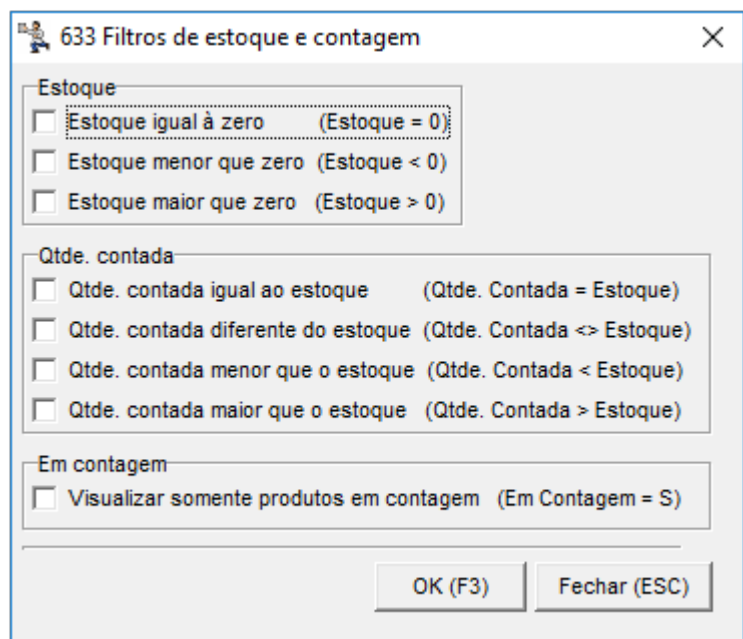 633 Filtros de estoque e contagem
Estoque
Estoque igual à zero (Estoque = 0)
Estoque menor que zero (Estoque < 0)
Estoque maior que zero (Estoque > 0)
Qtde. contada
Qtde. contada igual ao estoque (Qtde. Contada = Estoque)
Qtde. contada diferente do estoque (Qtde. Contada <> Estoque)
Qtde. contada menor que o estoque (Qtde. Contada < Estoque)
Qtde. contada maior que o estoque (Qtde. Contada > Estoque)
Em contagem
Visualizar somente produtos em contagem (Em Contagem = S)
OK (F3) Fechar (ESC)